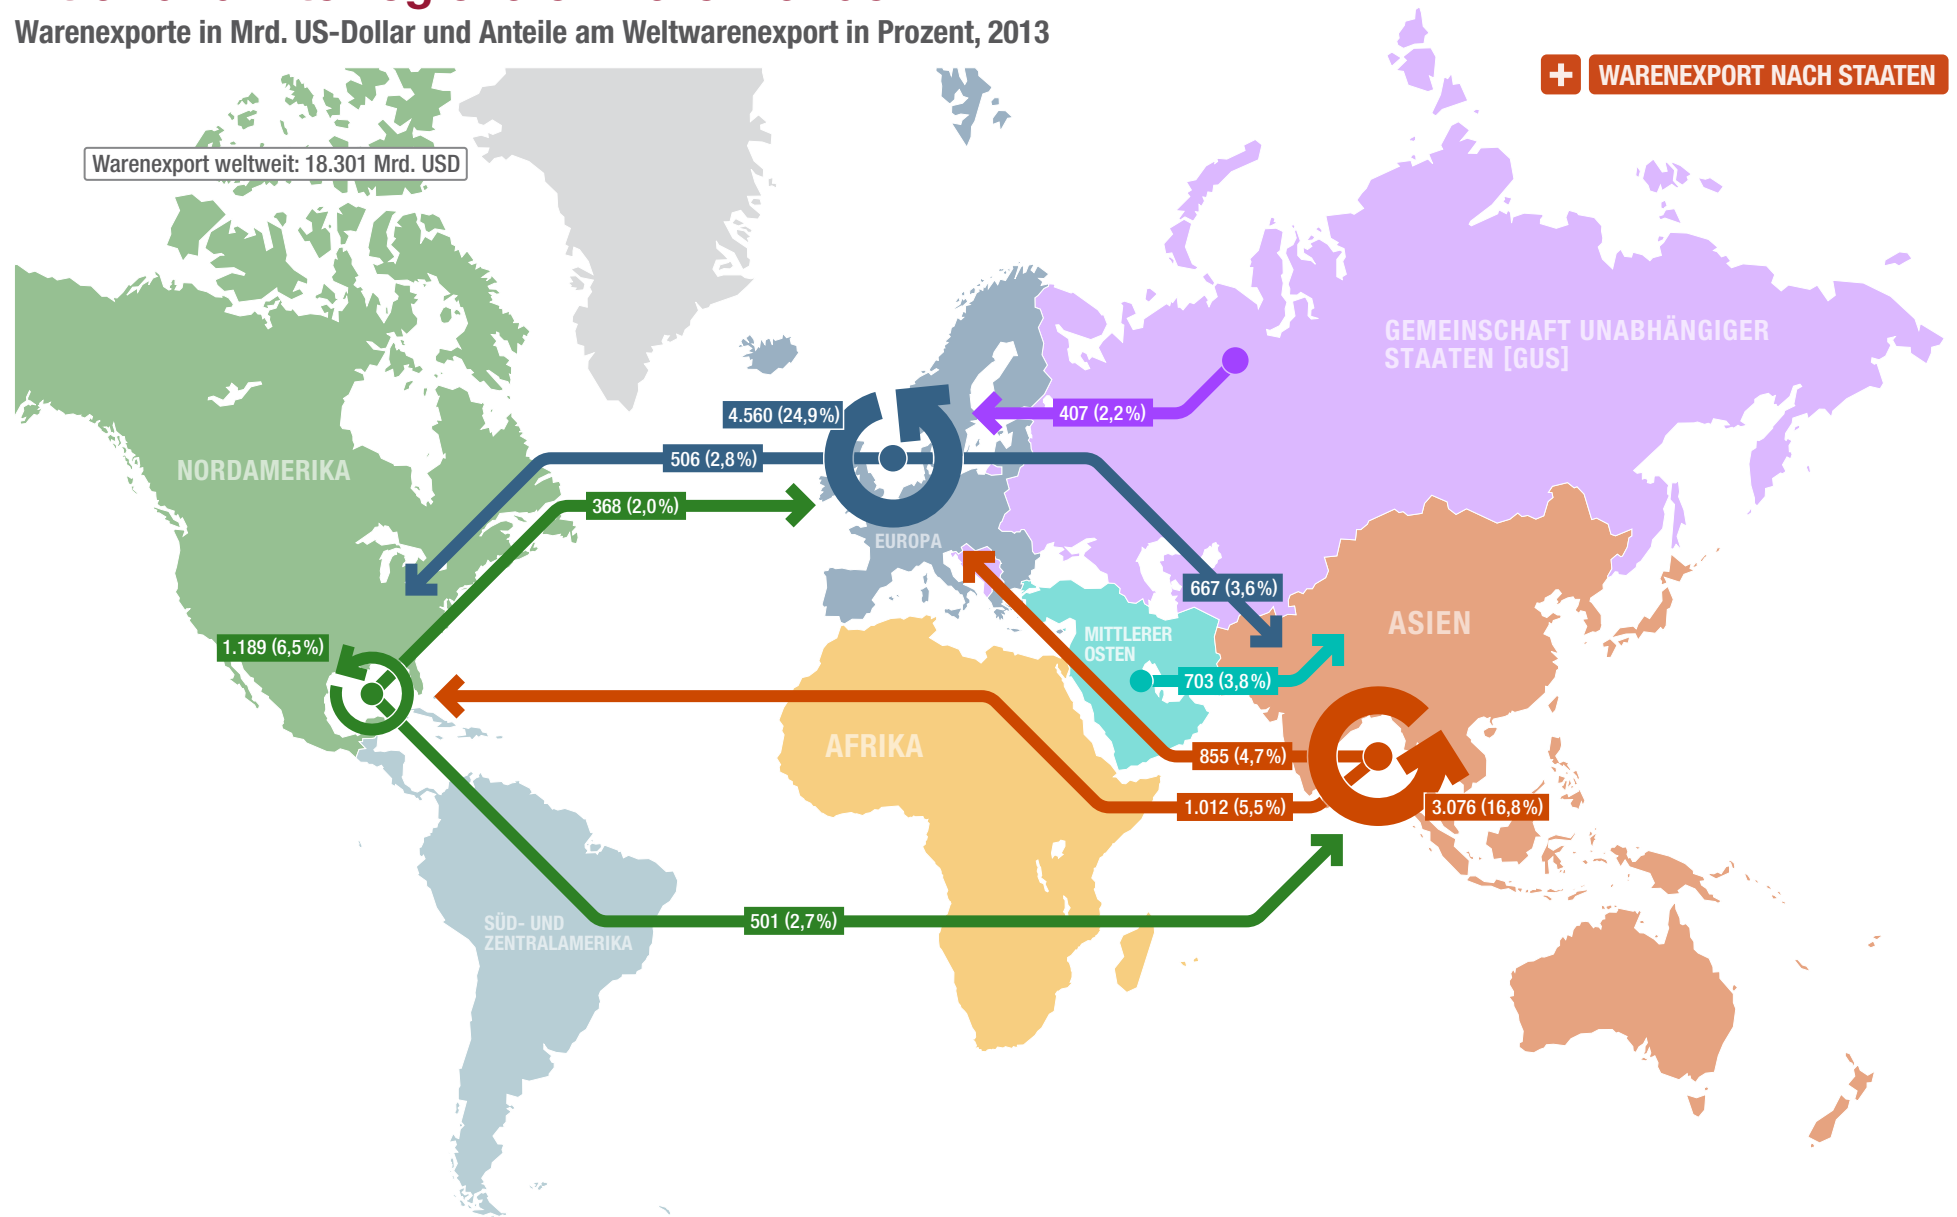 Warenexporte in Mrd. US-Dollar und Anteile am Weltwarenexport in Prozent, 2013
+ WARENEXPORT NACH STAATEN
Warenexport weltweit: 18.301 Mrd. USD
GEMEINSCHAFT UNABHÄNGIGER
STAATEN [GUS]
4.560 (24,9%)
407 (2,2%)
506 (2,8%)
NORDAMERIKA
368 (2,0%)
EUROPA
667 (3,6%)
ASIEN
MITTLERER
OSTEN
1.189 (6,5%)
703 (3,8%)
AFRIKA
855 (4,7%)
1.012 (5,5%)
3.076 (16,8%)
SÜD- UND
ZENTRALAMERIKA
501 (2,7%)